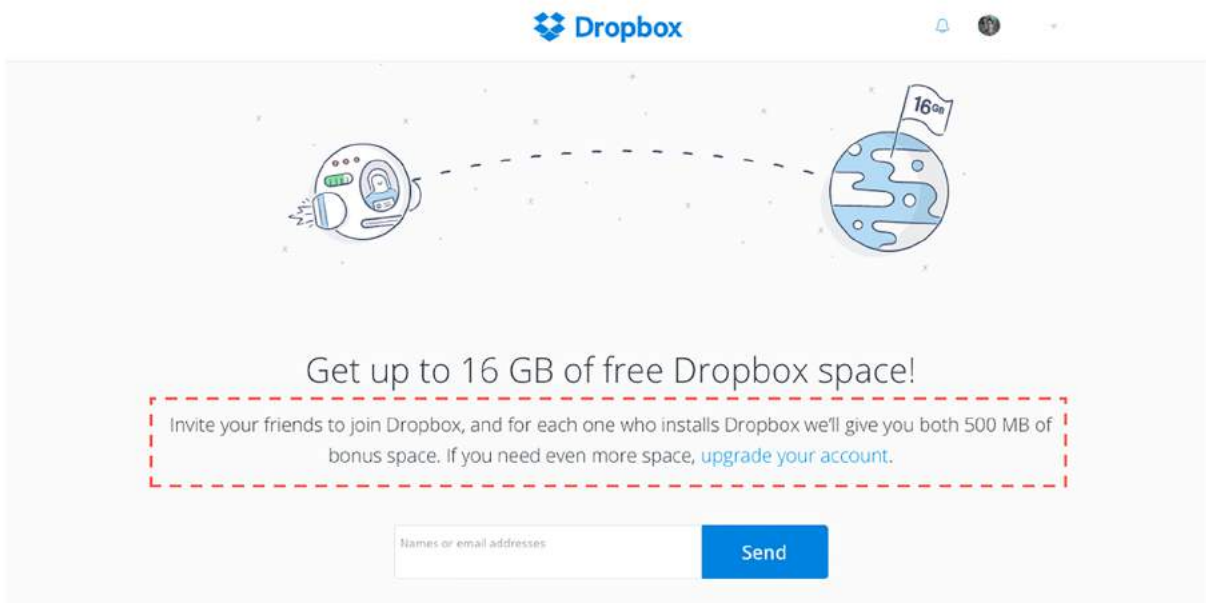 Dropbox
16 GB
Get up to 16 GB of free Dropbox space!
Invite your friends to join Dropbox, and for each one who installs Dropbox we'll give you both 500 MB of
bonus space. If you need even more space, upgrade your account.
Names or email addresses
Send